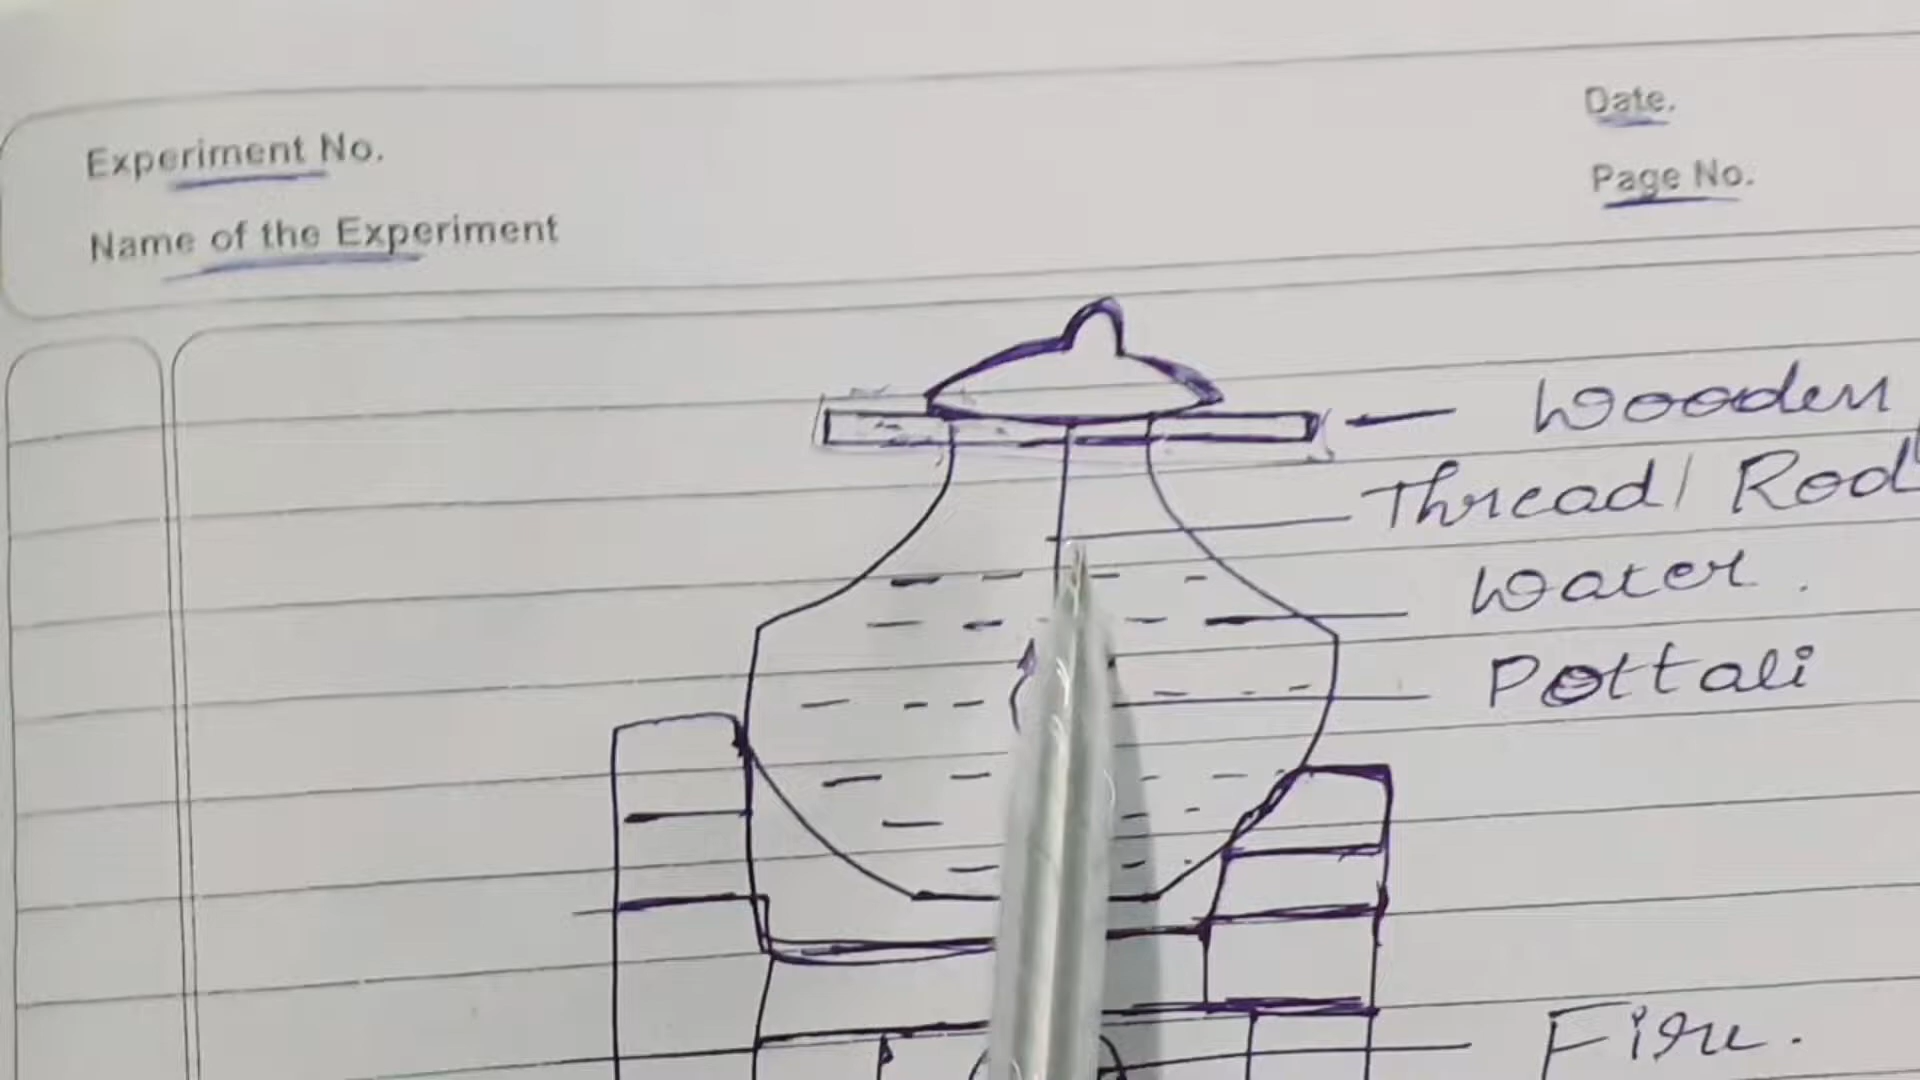 Experiment No.
Date.
Name of the Experiment
Page No.
Wooden
Thread/ Rod
Water.
Pottali
Fire.